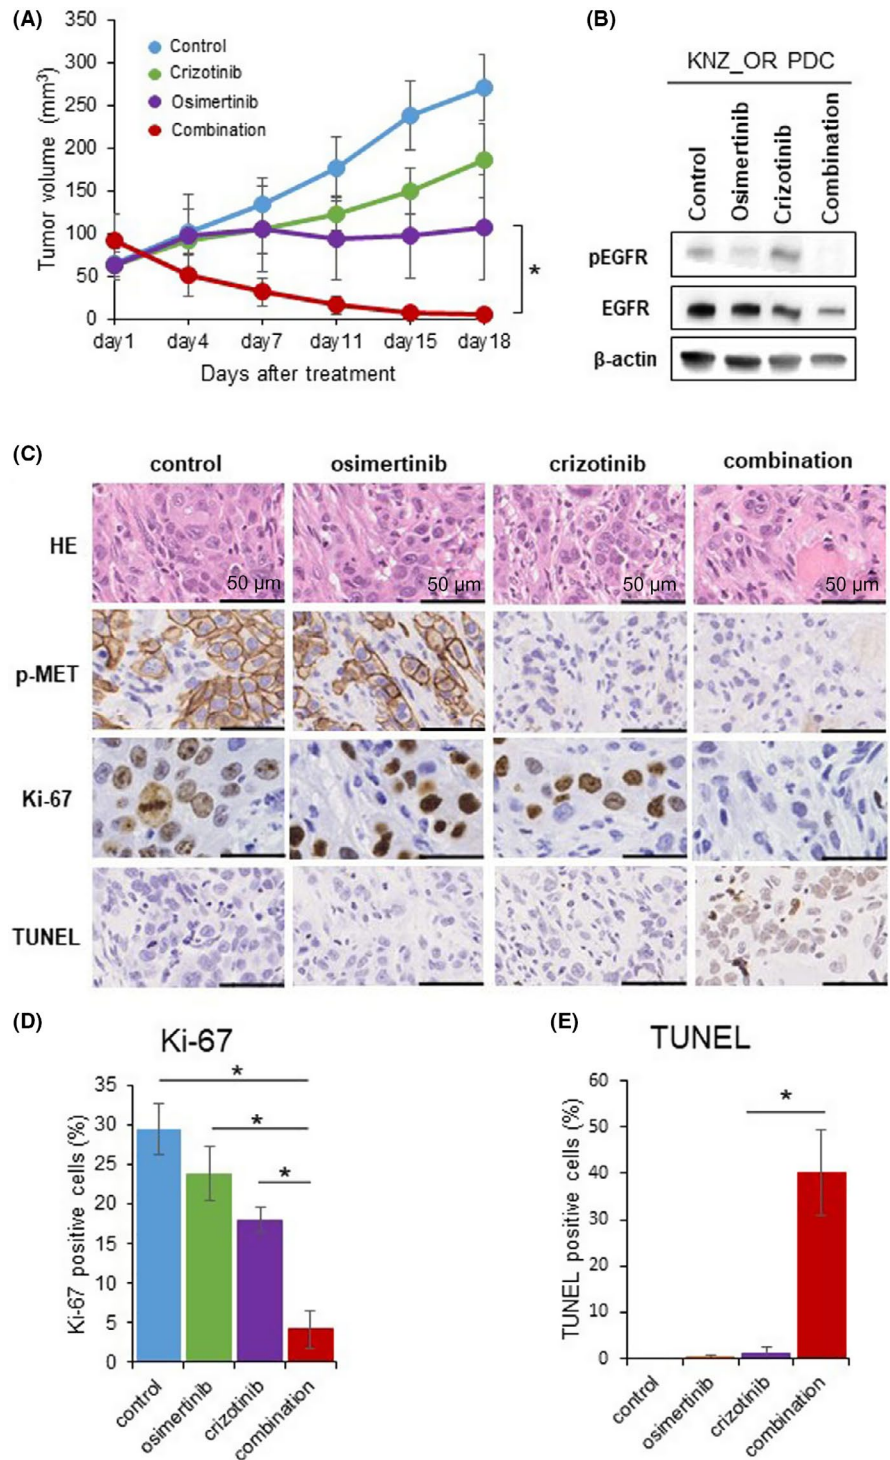 (A)
350
300
250
200
150
100
50
0
Tumor volume (mm³)
Control
Crizotinib
Osimertinib
Combination
*
day1 day4 day7 day11 day15 day18
Days after treatment
(B)
KNZ_OR PDC
Control
Osimertinib
Crizotinib
Combination
pEGFR
EGFR
β-actin
(C)
control osimertinib crizotinib combination
HE
50 µm 50 µm 50 µm 50 µm
p-MET
Ki-67
TUNEL
(D)
Ki-67
35
30
25
20
15
10
5
0
Ki-67 positive cells (%)
*
*
*
control
osimertinib
crizotinib
combination
(E)
TUNEL
60
50
40
30
20
10
0
TUNEL positive cells (%)
*
control
osimertinib
crizotinib
combination